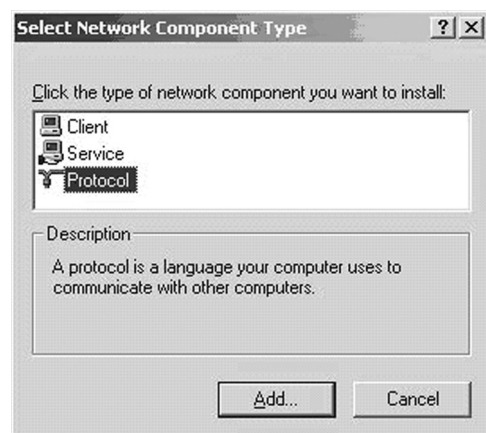 Select Network Component Type
Click the type of network component you want to install:
Client
Service
Protocol
Description
A protocol is a language your computer uses to
communicate with other computers.
Add...
Cancel